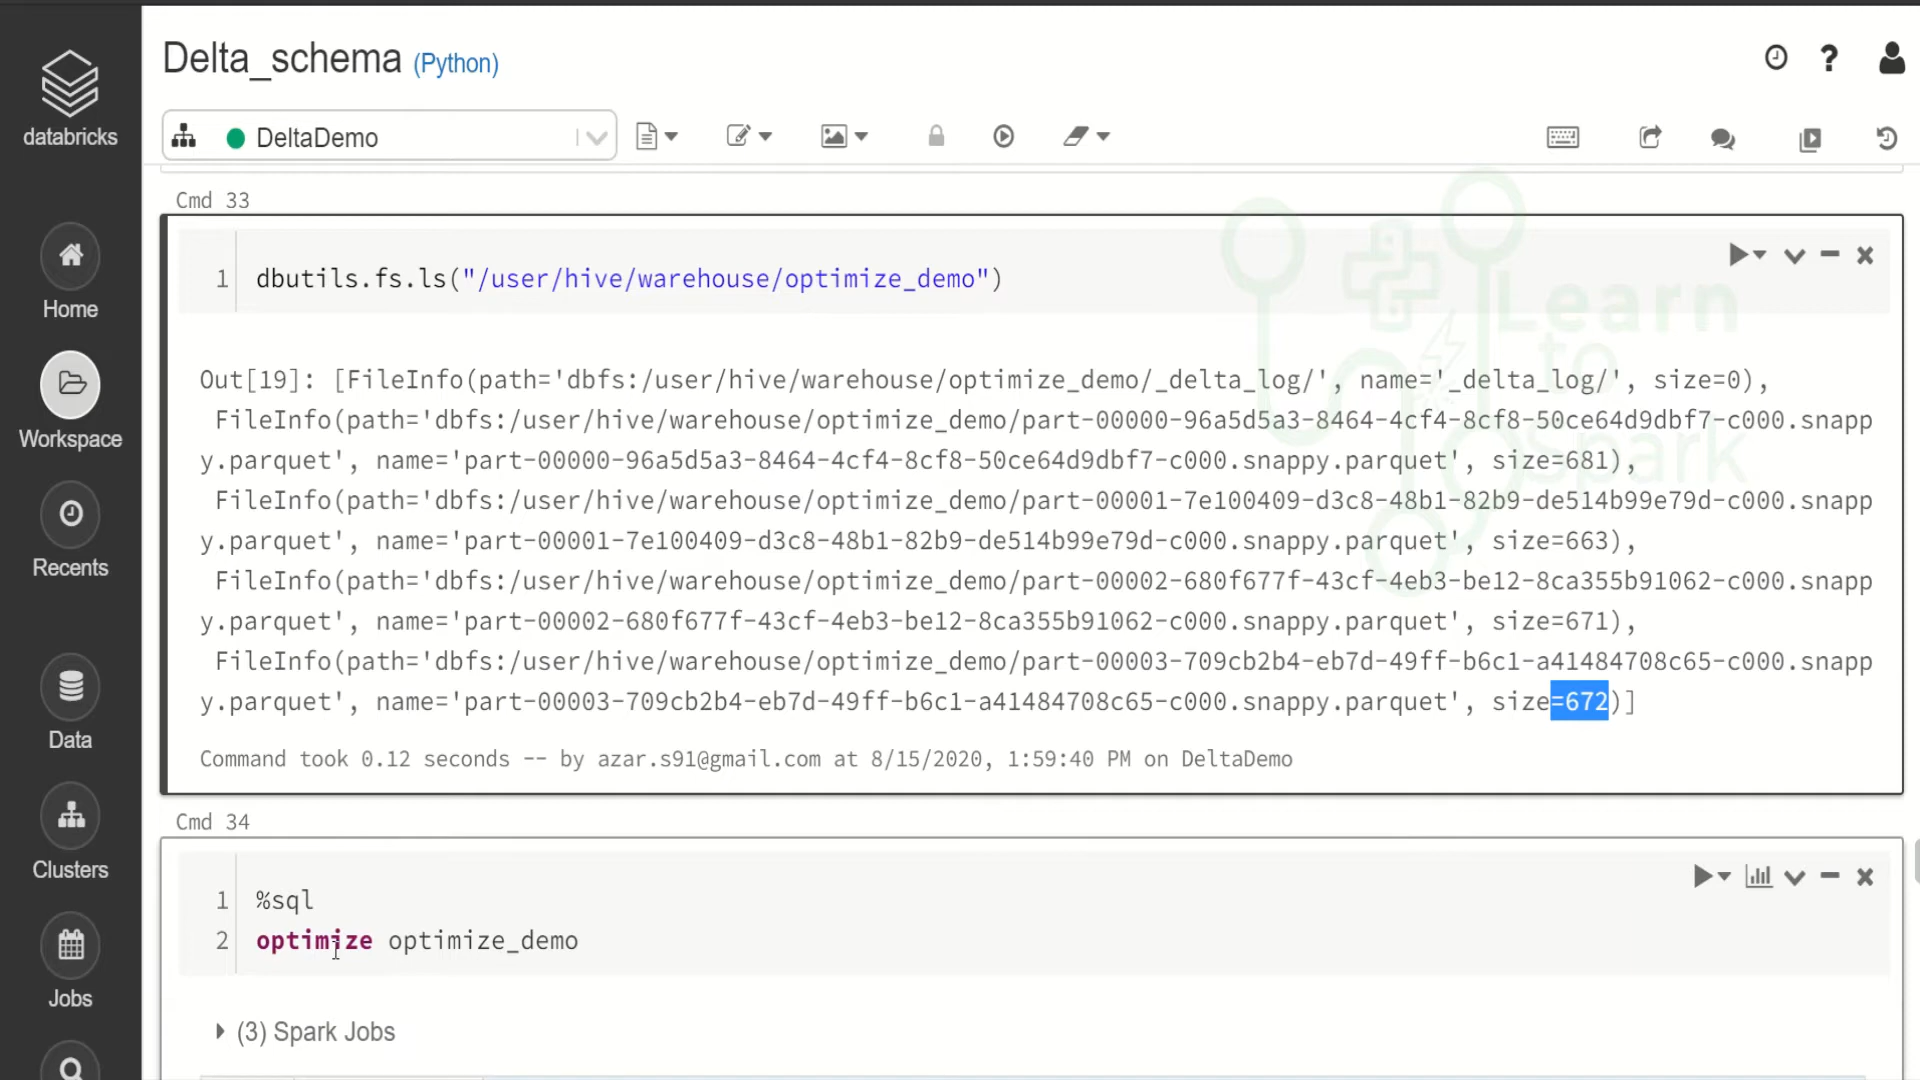 Delta_schema (Python)
databricks
DeltaDemo
Cmd 33
1 dbutils.fs.ls("/user/hive/warehouse/optimize_demo")
Learn
to
Spark
Out[19]: [FileInfo(path='dbfs:/user/hive/warehouse/optimize_demo/_delta_log/', name='_delta_log/', size=0),
FileInfo(path='dbfs:/user/hive/warehouse/optimize_demo/part-00000-96a5d5a3-8464-4cf4-8cf8-50ce64d9dbf7-c000.snapp
y.parquet', name='part-00000-96a5d5a3-8464-4cf4-8cf8-50ce64d9dbf7-c000.snappy.parquet', size=681),
FileInfo(path='dbfs:/user/hive/warehouse/optimize_demo/part-00001-7e100409-d3c8-48b1-82b9-de514b99e79d-c000.snapp
y.parquet', name='part-00001-7e100409-d3c8-48b1-82b9-de514b99e79d-c000.snappy.parquet', size=663),
FileInfo(path='dbfs:/user/hive/warehouse/optimize_demo/part-00002-680f677f-43cf-4eb3-be12-8ca355b91062-c000.snapp
y.parquet', name='part-00002-680f677f-43cf-4eb3-be12-8ca355b91062-c000.snappy.parquet', size=671),
FileInfo(path='dbfs:/user/hive/warehouse/optimize_demo/part-00003-709cb2b4-eb7d-49ff-b6c1-a41484708c65-c000.snapp
y.parquet', name='part-00003-709cb2b4-eb7d-49ff-b6c1-a41484708c65-c000.snappy.parquet', size=672)]
Command took 0.12 seconds -- by azar.s91@gmail.com at 8/15/2020, 1:59:40 PM on DeltaDemo
Cmd 34
1 %sql
2 optimize optimize_demo
(3) Spark Jobs
Home
Workspace
Recents
Data
Clusters
Jobs